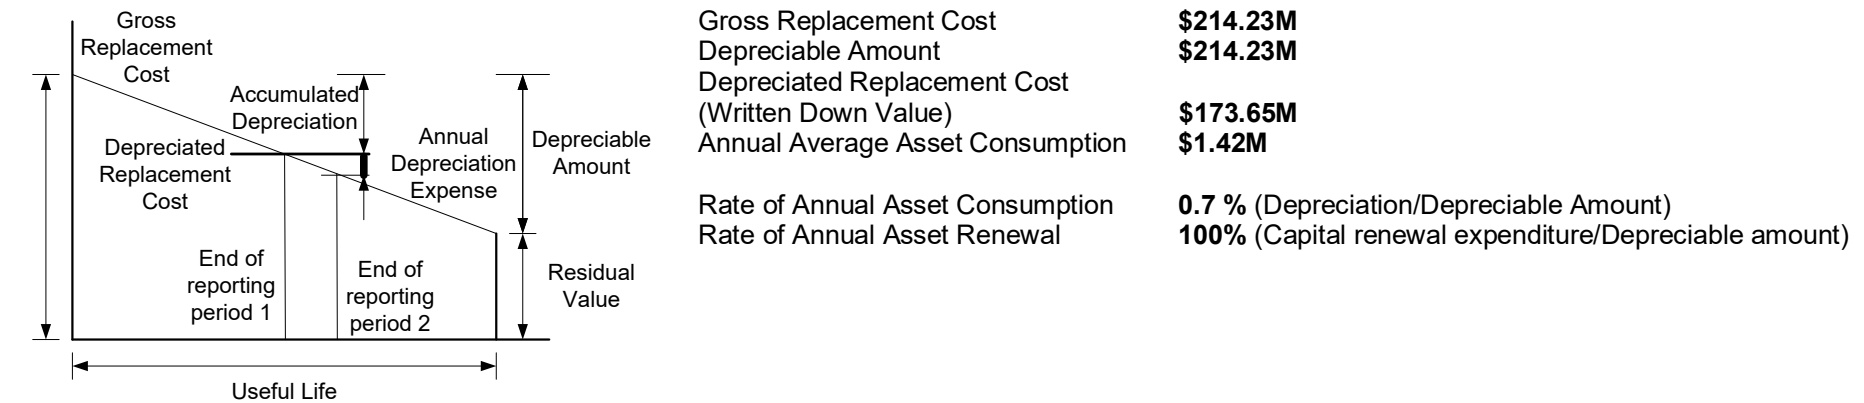 Gross
Replacement
Cost
Accumulated
Depreciation
Depreciated
Replacement
Cost
Annual
Depreciation
Expense
Depreciable
Amount
End of
reporting
period 1
End of
reporting
period 2
Residual
Value
Useful Life
Gross Replacement Cost $214.23M
Depreciable Amount $214.23M
Depreciated Replacement Cost
(Written Down Value) $173.65M
Annual Average Asset Consumption $1.42M
Rate of Annual Asset Consumption 0.7 % (Depreciation/Depreciable Amount)
Rate of Annual Asset Renewal 100% (Capital renewal expenditure/Depreciable amount)